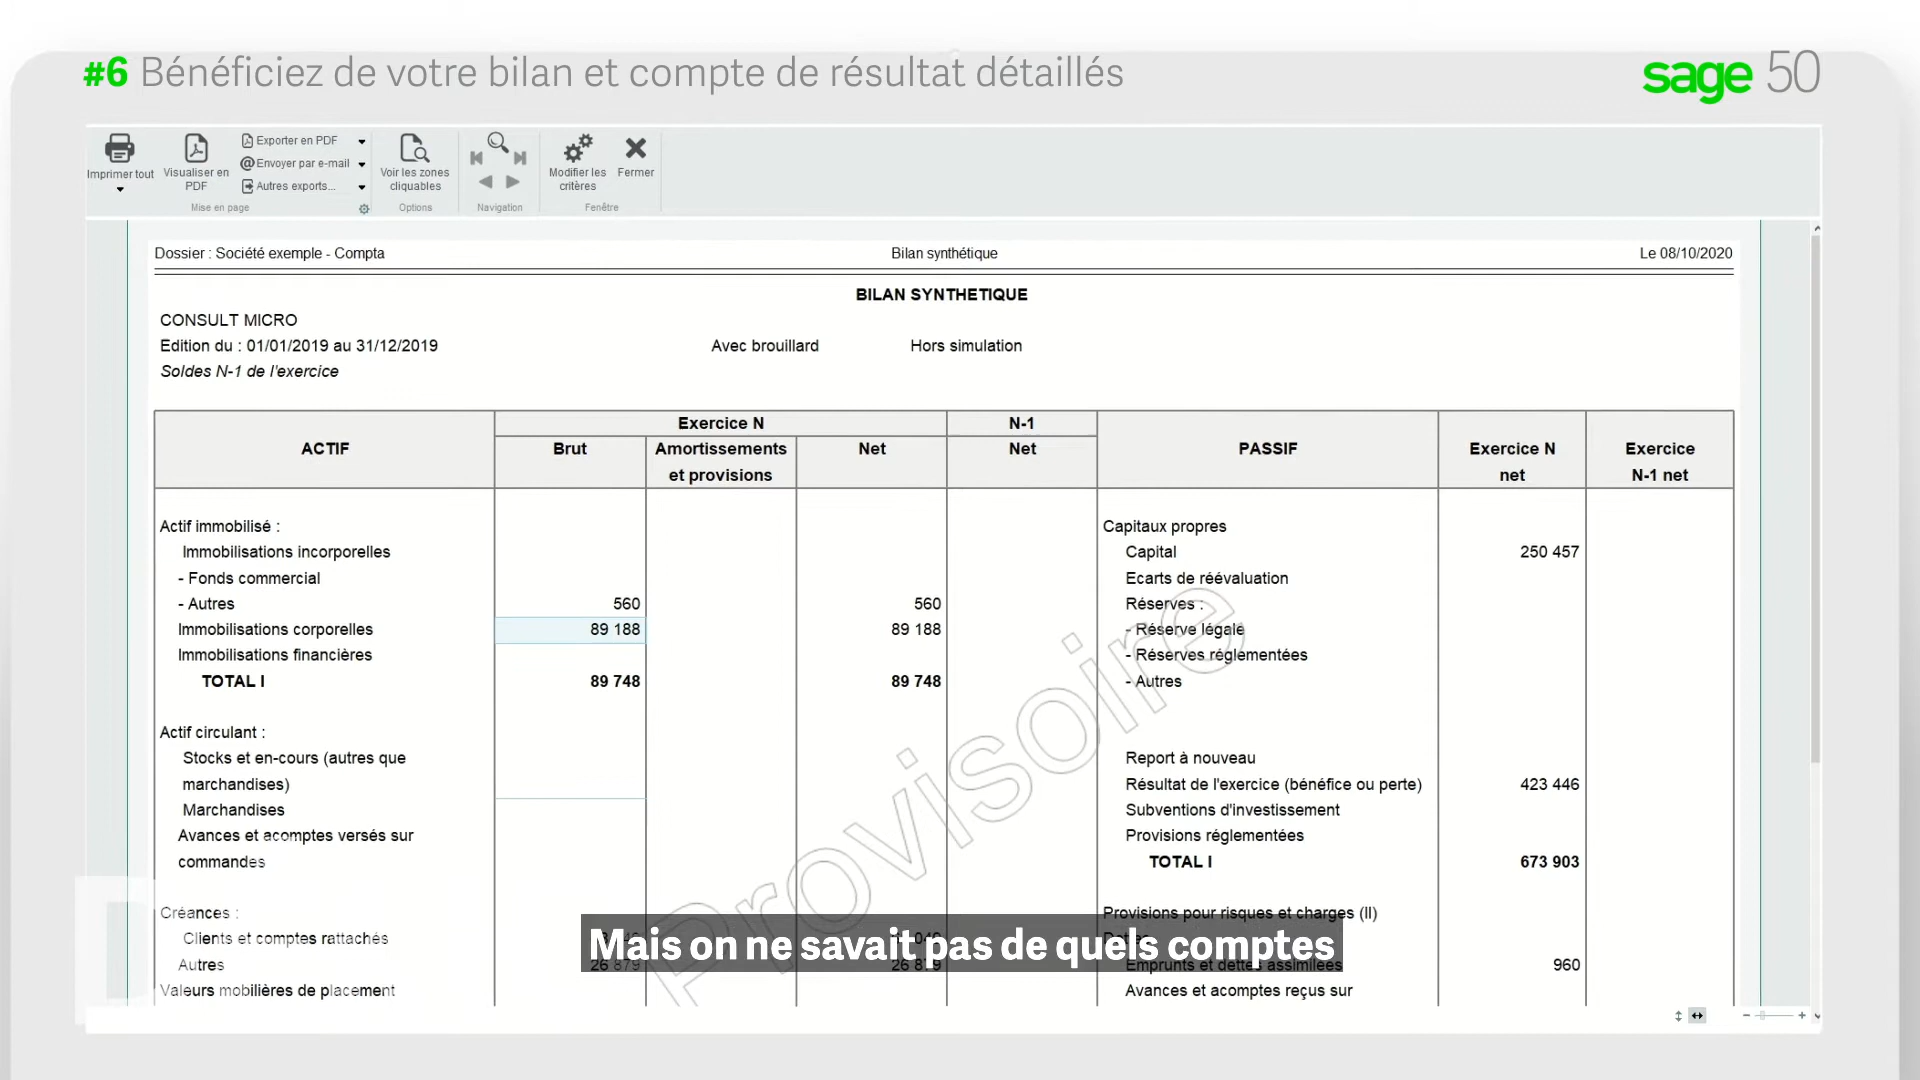 #6 Bénéficiez de votre bilan et compte de résultat détaillés
sage 50
Imprimer tout
Visualiser en PDF
Exporter en PDF
Envoyer par e-mail
Autres exports...
Mise en page
Voir les zones cliquables
Options
Navigation
Modifier les critères
Fermer
Fenêtre
Dossier : Société exemple - Compta Bilan synthétique Le 08/10/2020
BILAN SYNTHETIQUE
CONSULT MICRO
Edition du : 01/01/2019 au 31/12/2019 Avec brouillard Hors simulation
Soldes N-1 de l'exercice
Exercice N N-1
ACTIF Brut Amortissements Net Net PASSIF Exercice N Exercice
et provisions net N-1 net
Actif immobilisé : Capitaux propres
Immobilisations incorporelles Capital 250 457
- Fonds commercial Ecarts de réévaluation
- Autres 560 560 Réserves :
Immobilisations corporelles 89 188 89 188 - Réserve légale
Immobilisations financières - Réserves réglementées
TOTAL I 89 748 89 748 - Autres
Actif circulant :
Stocks et en-cours (autres que Report à nouveau
marchandises) Résultat de l'exercice (bénéfice ou perte) 423 446
Marchandises Subventions d'investissement
Avances et acomptes versés sur Provisions réglementées
commandes TOTAL I 673 903
Créances : Provisions pour risques et charges (II)
Clients et comptes rattachés
Autres 26 879 26 879 Emprunts et dettes assimilées 960
Valeurs mobilières de placement Avances et acomptes reçus sur
Provisoire
Mais on ne savait pas de quels comptes